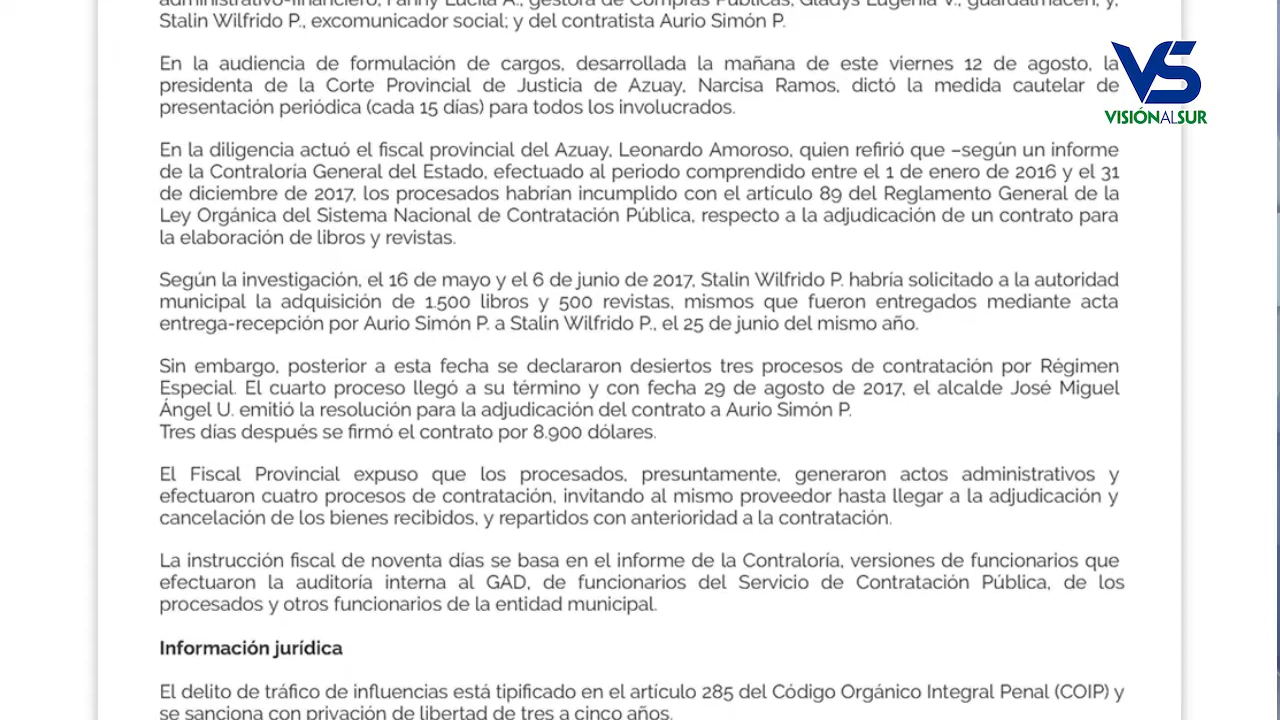 administrativo-financiero; Fanny Lucila A., gestora de Compras Públicas; Gladys Eugenia V., guardalmacén; y,
Stalin Wilfrido P., excomunicador social; y del contratista Aurio Simón P.
En la audiencia de formulación de cargos, desarrollada la mañana de este viernes 12 de agosto, la
presidenta de la Corte Provincial de Justicia de Azuay, Narcisa Ramos, dictó la medida cautelar de
presentación periódica (cada 15 días) para todos los involucrados.
VS
VISIÓNALSUR
En la diligencia actuó el fiscal provincial del Azuay, Leonardo Amoroso, quien refirió que –según un informe
de la Contraloría General del Estado, efectuado al periodo comprendido entre el 1 de enero de 2016 y el 31
de diciembre de 2017, los procesados habrían incumplido con el artículo 89 del Reglamento General de la
Ley Orgánica del Sistema Nacional de Contratación Pública, respecto a la adjudicación de un contrato para
la elaboración de libros y revistas.
Según la investigación, el 16 de mayo y el 6 de junio de 2017, Stalin Wilfrido P. habría solicitado a la autoridad
municipal la adquisición de 1.500 libros y 500 revistas, mismos que fueron entregados mediante acta
entrega-recepción por Aurio Simón P. a Stalin Wilfrido P., el 25 de junio del mismo año.
Sin embargo, posterior a esta fecha se declararon desiertos tres procesos de contratación por Régimen
Especial. El cuarto proceso llegó a su término y con fecha 29 de agosto de 2017, el alcalde José Miguel
Ángel U. emitió la resolución para la adjudicación del contrato a Aurio Simón P.
Tres días después se firmó el contrato por 8.900 dólares.
El Fiscal Provincial expuso que los procesados, presuntamente, generaron actos administrativos y
efectuaron cuatro procesos de contratación, invitando al mismo proveedor hasta llegar a la adjudicación y
cancelación de los bienes recibidos, y repartidos con anterioridad a la contratación.
La instrucción fiscal de noventa días se basa en el informe de la Contraloría, versiones de funcionarios que
efectuaron la auditoría interna al GAD, de funcionarios del Servicio de Contratación Pública, de los
procesados y otros funcionarios de la entidad municipal.
Información jurídica
El delito de tráfico de influencias está tipificado en el artículo 285 del Código Orgánico Integral Penal (COIP) y
se sanciona con privación de libertad de tres a cinco años.